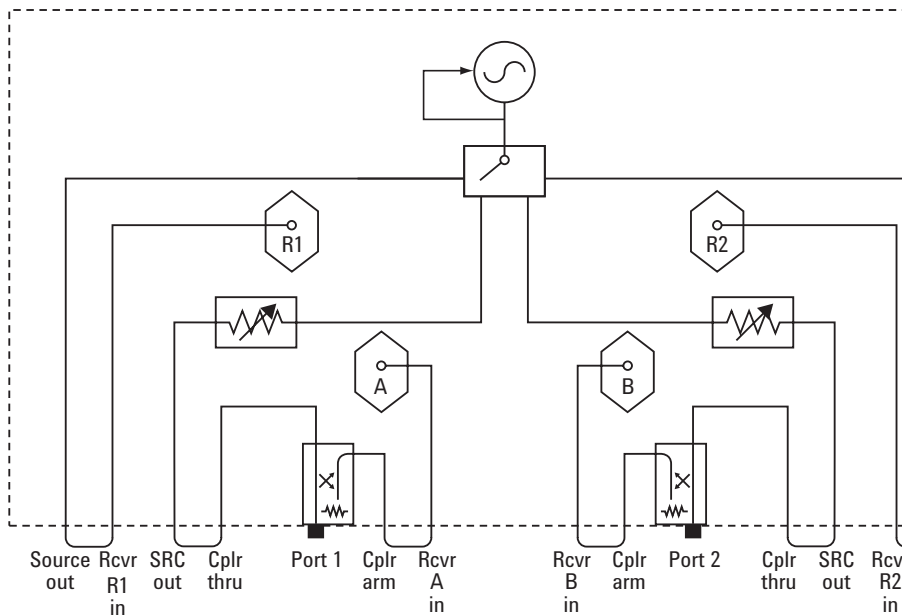 R1
R2
A
B
Source
out
Rcvr
R1
in
SRC
out
Cplr
thru
Port 1
Cplr
arm
Rcvr
A
in
Rcvr
B
in
Cplr
arm
Port 2
Cplr
thru
SRC
out
Rcv
R2
in